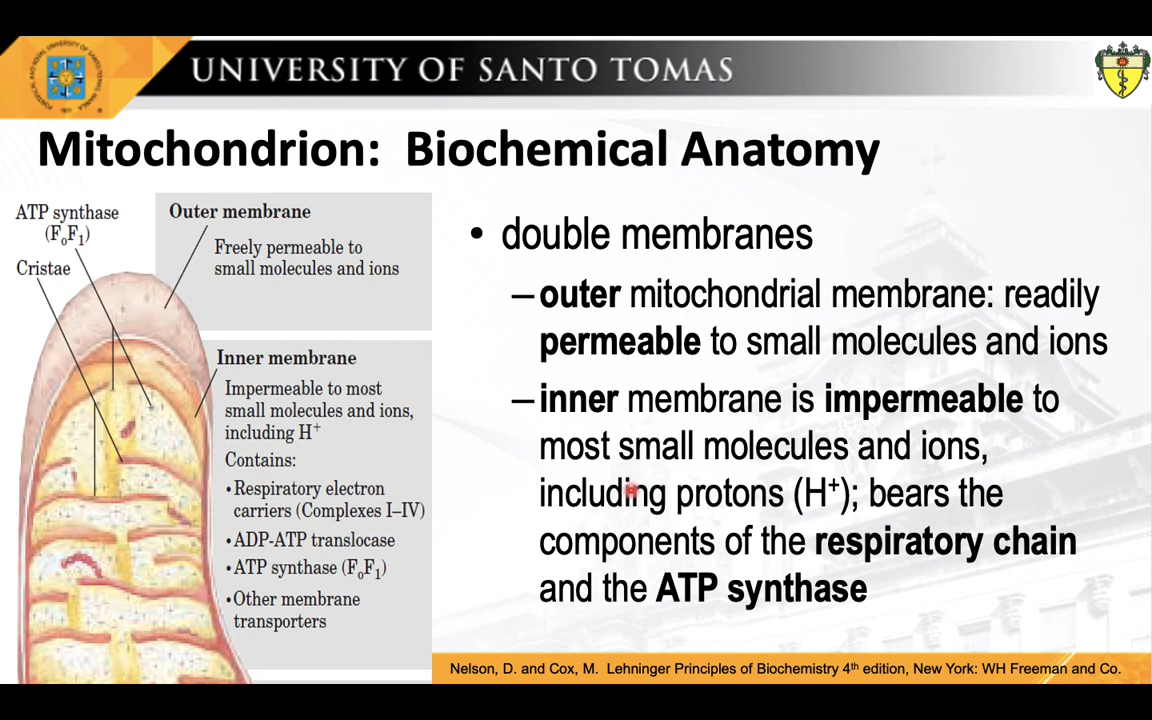 UNIVERSITY OF SANTO TOMAS
Mitochondrion: Biochemical Anatomy
ATP synthase
(FoF1)
Cristae
Outer membrane
Freely permeable to
small molecules and ions
Inner membrane
Impermeable to most
small molecules and ions,
including H+
Contains:
•Respiratory electron
carriers (Complexes I–IV)
•ADP-ATP translocase
•ATP synthase (FoF1)
•Other membrane
transporters
• double membranes
–outer mitochondrial membrane: readily
permeable to small molecules and ions
–inner membrane is impermeable to
most small molecules and ions,
including protons (H+); bears the
components of the respiratory chain
and the ATP synthase
Nelson, D. and Cox, M. Lehninger Principles of Biochemistry 4th edition, New York: WH Freeman and Co.